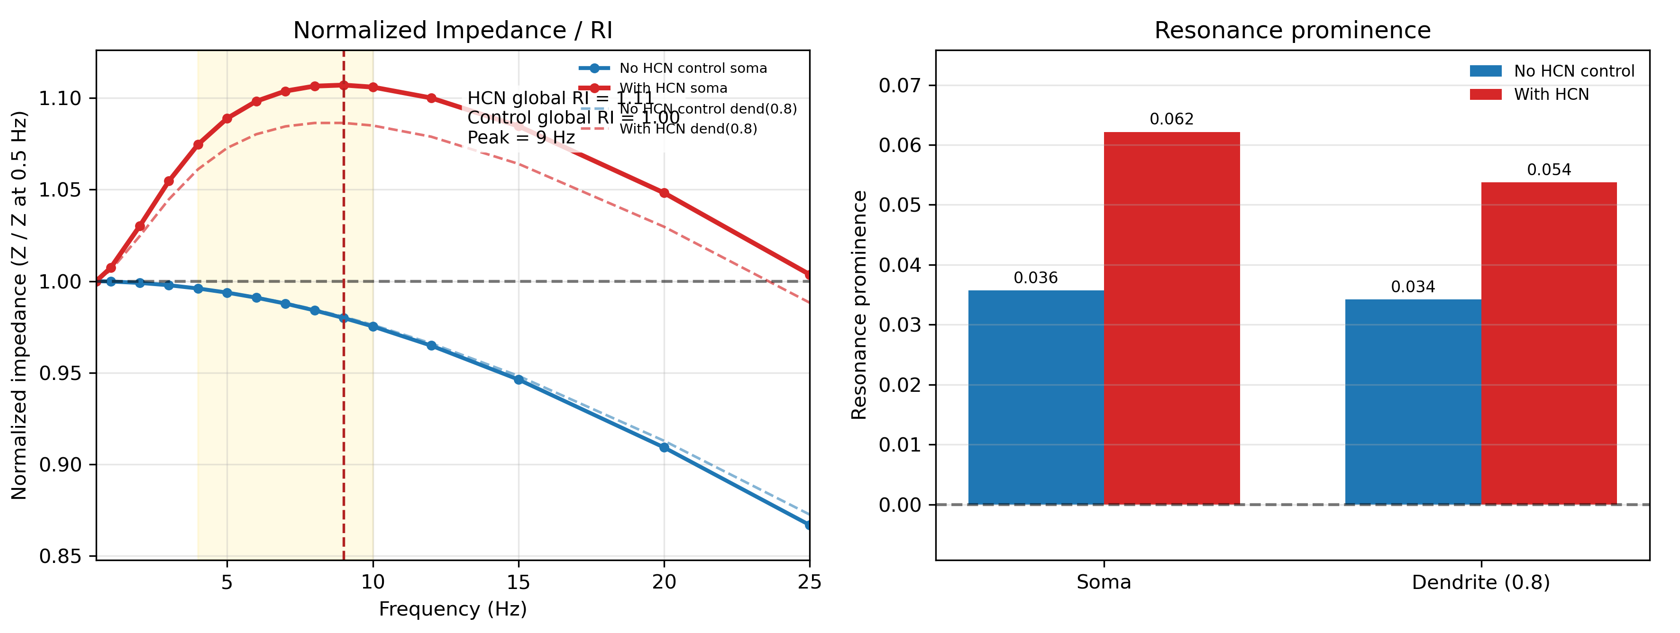 Normalized Impedance / RI
Normalized impedance (Z / Z at 0.5 Hz)
1.10
1.05
1.00
0.95
0.90
0.85
No HCN control soma
With HCN soma
No HCN control dend(0.8)
With HCN dend(0.8)
HCN global RI = 1.11
Control global RI = 1.00
Peak = 9 Hz
5
10
15
20
25
Frequency (Hz)
Resonance prominence
Resonance prominence
0.07
0.06
0.05
0.04
0.03
0.02
0.01
0.00
No HCN control
With HCN
0.036
0.062
0.034
0.054
Soma
Dendrite (0.8)